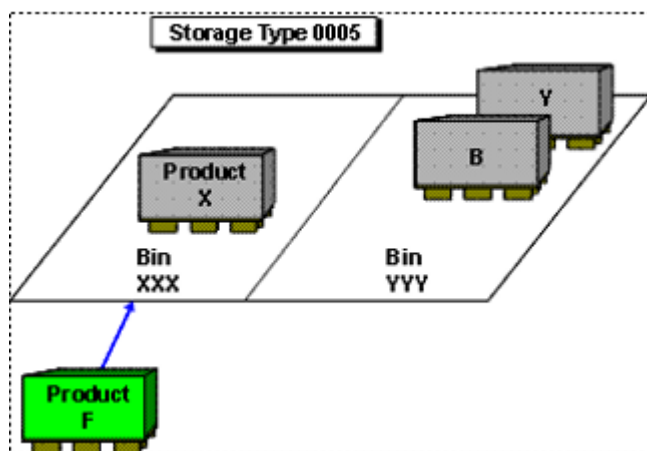 Storage Type 0005
Y
B
Product
X
Bin
XXX
Bin
YYY
Product
F